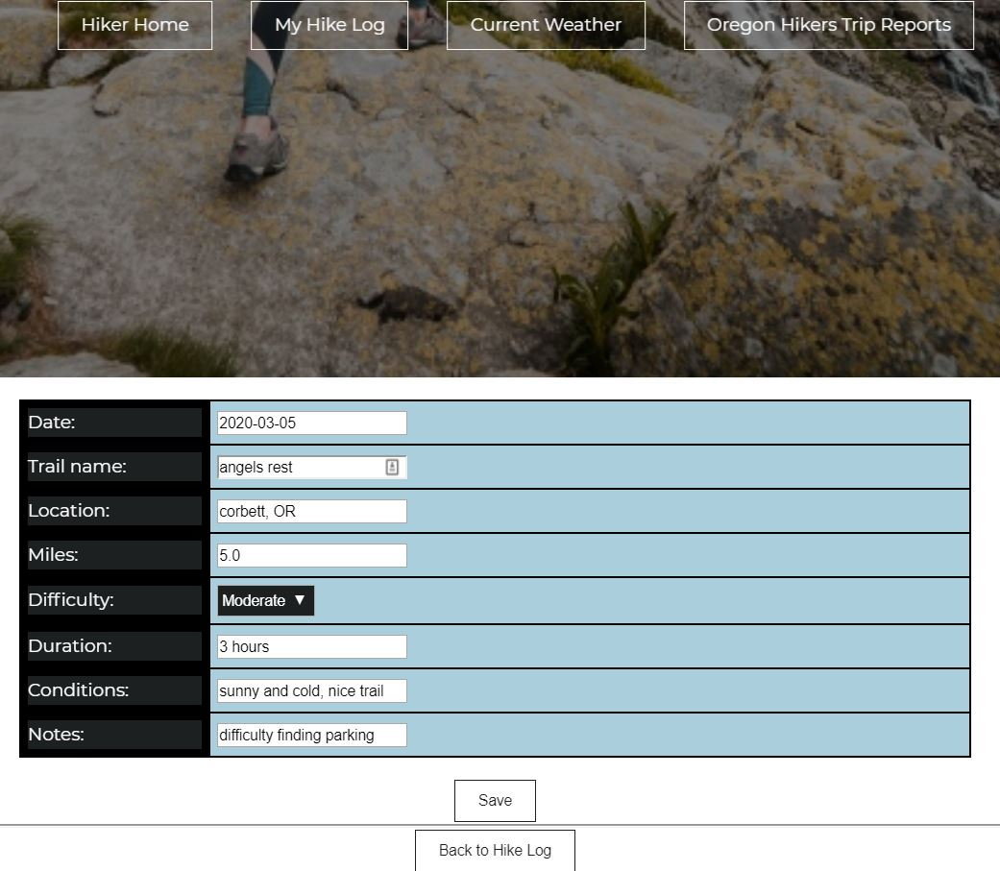 Hiker Home My Hike Log Current Weather Oregon Hikers Trip Reports
Date: 2020-03-05
Trail name: angels rest
Location: corbett, OR
Miles: 5.0
Difficulty: Moderate ▼
Duration: 3 hours
Conditions: sunny and cold, nice trail
Notes: difficulty finding parking
Save
Back to Hike Log